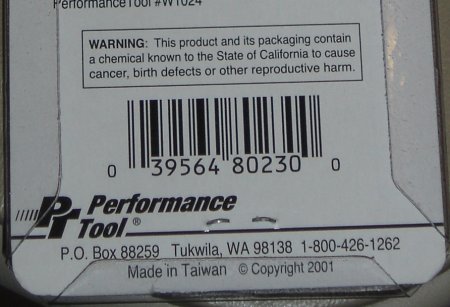 PerformanceTool #W1024
WARNING: This product and its packaging contain
a chemical known to the State of California to cause
cancer, birth defects or other reproductive harm.
0 39564 80230 0
PT Performance
Tool ®
P.O. Box 88259 Tukwila, WA 98138 1-800-426-1262
Made in Taiwan © Copyright 2001